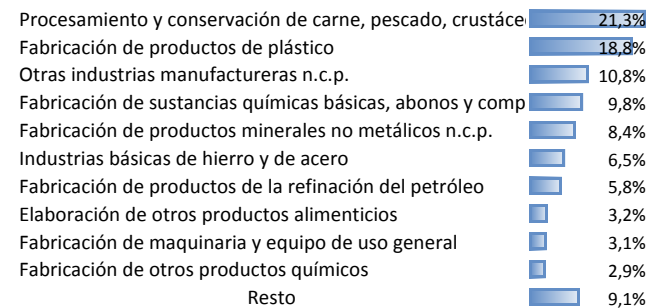 Procesamiento y conservación de carne, pescado, crustáce 21,3%
Fabricación de productos de plástico 18,8%
Otras industrias manufactureras n.c.p. 10,8%
Fabricación de sustancias químicas básicas, abonos y comp 9,8%
Fabricación de productos minerales no metálicos n.c.p. 8,4%
Industrias básicas de hierro y de acero 6,5%
Fabricación de productos de la refinación del petróleo 5,8%
Elaboración de otros productos alimenticios 3,2%
Fabricación de maquinaria y equipo de uso general 3,1%
Fabricación de otros productos químicos 2,9%
Resto 9,1%